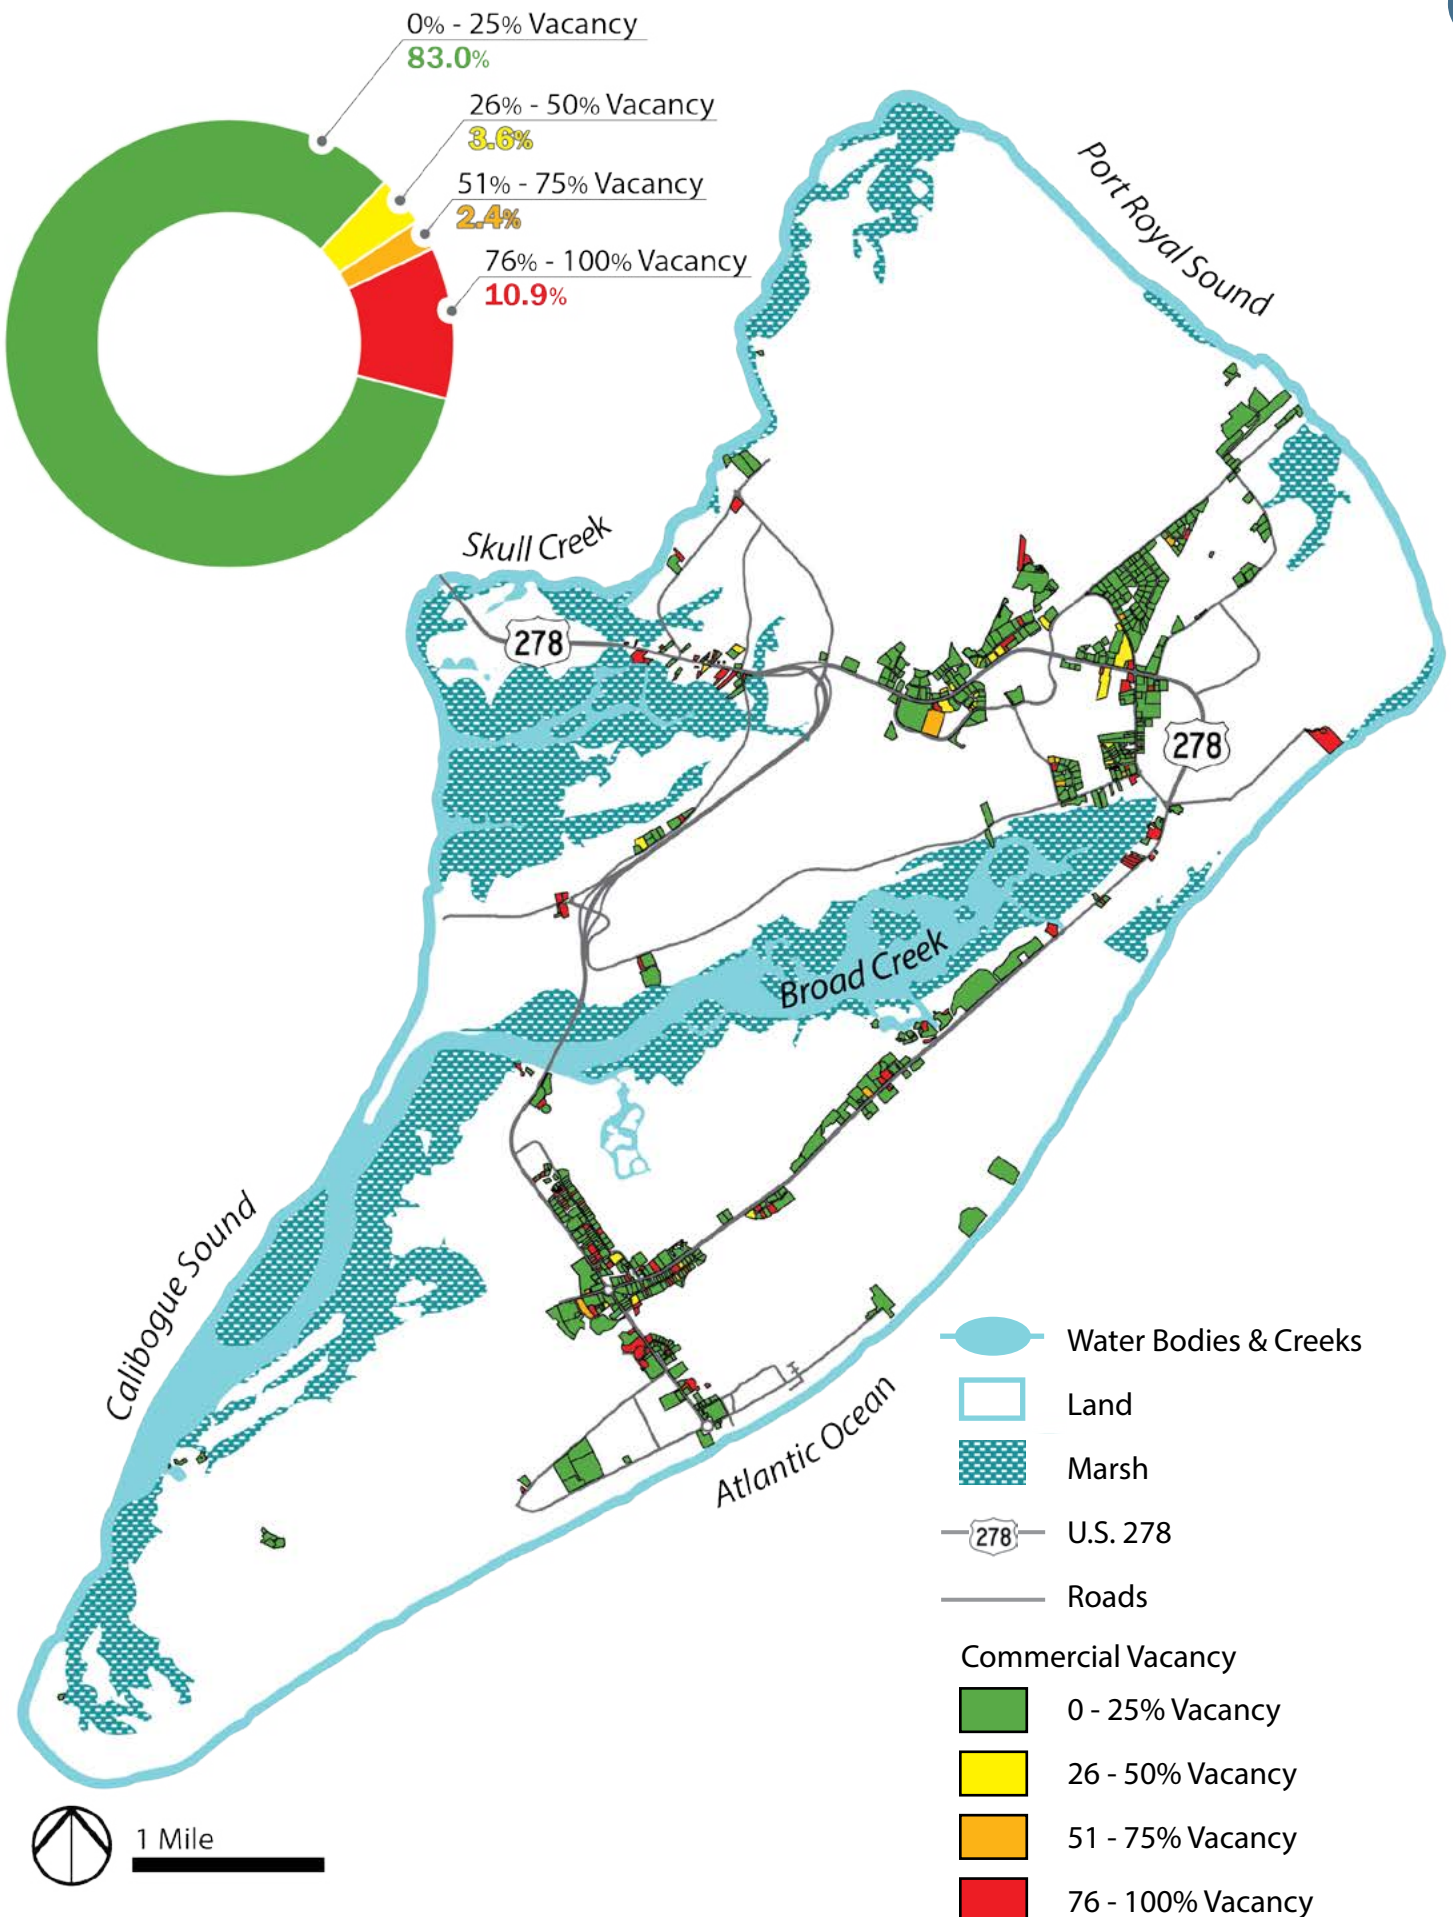 0% - 25% Vacancy
83.0%
26% - 50% Vacancy
3.6%
51% - 75% Vacancy
2.4%
76% - 100% Vacancy
10.9%
Port Royal Sound
Skull Creek
278
278
Broad Creek
Calibogue Sound
Atlantic Ocean
Water Bodies & Creeks
Land
Marsh
278 U.S. 278
Roads
Commercial Vacancy
0 - 25% Vacancy
26 - 50% Vacancy
51 - 75% Vacancy
76 - 100% Vacancy
1 Mile